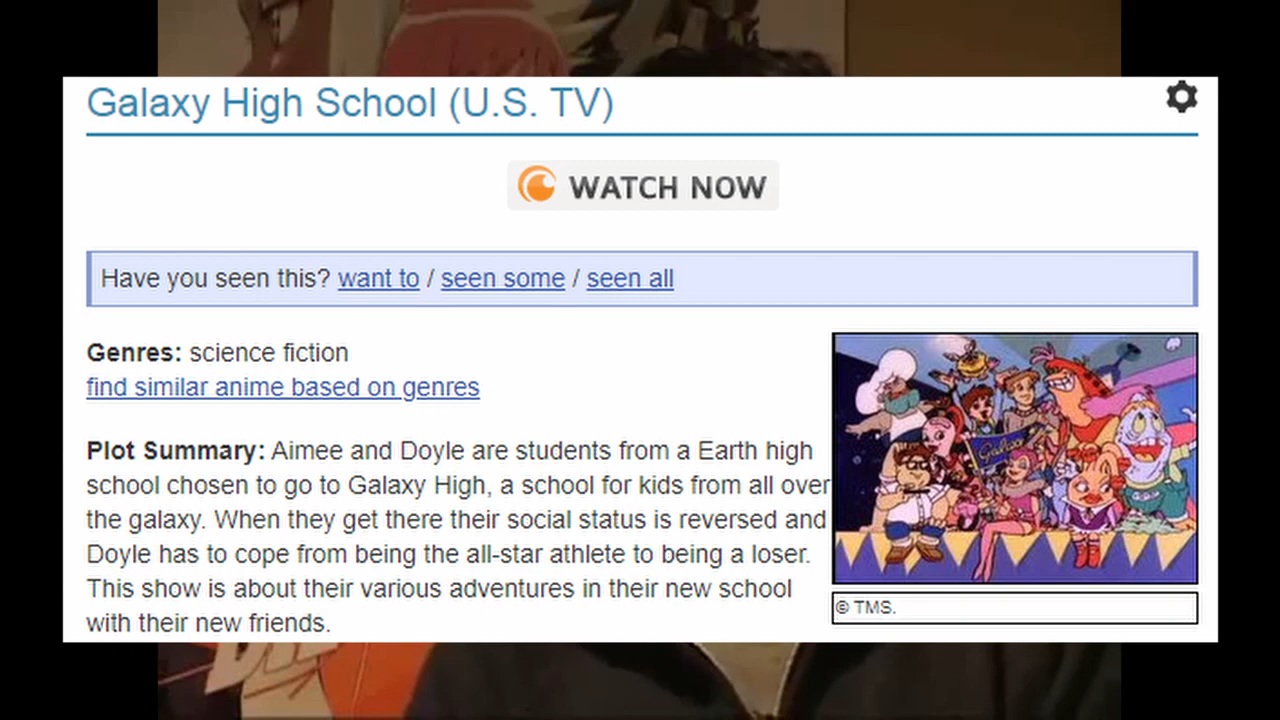 Galaxy High School (U.S. TV)
WATCH NOW
Have you seen this? want to / seen some / seen all
Genres: science fiction
find similar anime based on genres
Plot Summary: Aimee and Doyle are students from a Earth high
school chosen to go to Galaxy High, a school for kids from all over
the galaxy. When they get there their social status is reversed and
Doyle has to cope from being the all-star athlete to being a loser.
This show is about their various adventures in their new school
with their new friends.
Galaxy
© TMS.